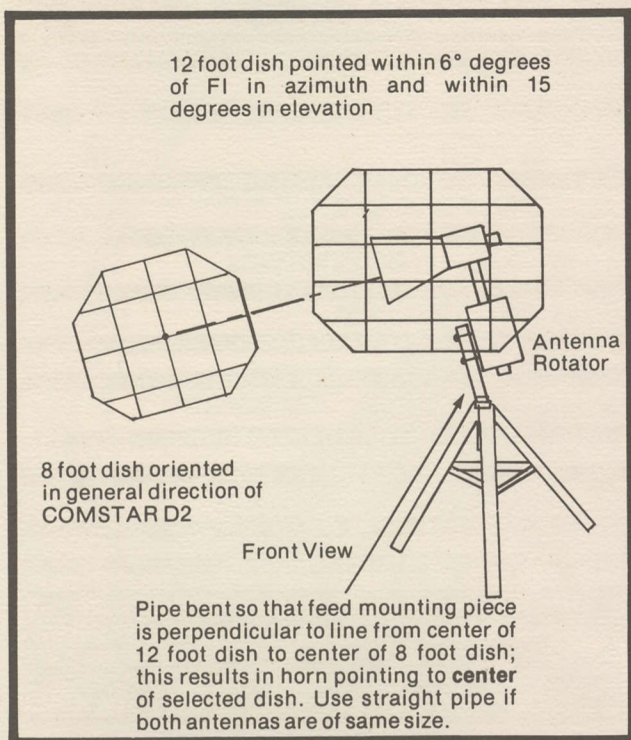 12 foot dish pointed within 6° degrees
of FI in azimuth and within 15
degrees in elevation
Antenna
Rotator
8 foot dish oriented
in general direction of
COMSTAR D2
Front View
Pipe bent so that feed mounting piece
is perpendicular to line from center of
12 foot dish to center of 8 foot dish;
this results in horn pointing to center
of selected dish. Use straight pipe if
both antennas are of same size.